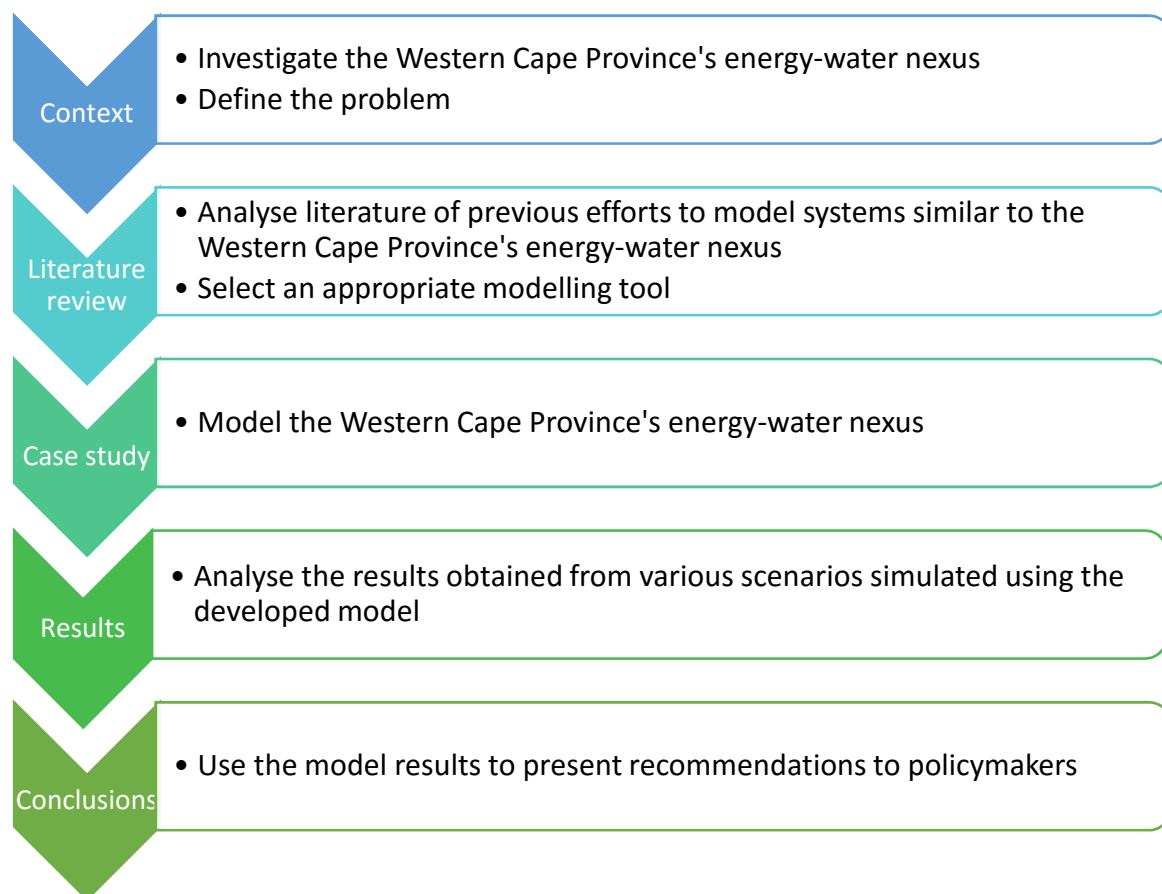 Context
• Investigate the Western Cape Province's energy-water nexus
• Define the problem
Literature
review
• Analyse literature of previous efforts to model systems similar to the
Western Cape Province's energy-water nexus
• Select an appropriate modelling tool
Case study
• Model the Western Cape Province's energy-water nexus
Results
• Analyse the results obtained from various scenarios simulated using the
developed model
Conclusions
• Use the model results to present recommendations to policymakers